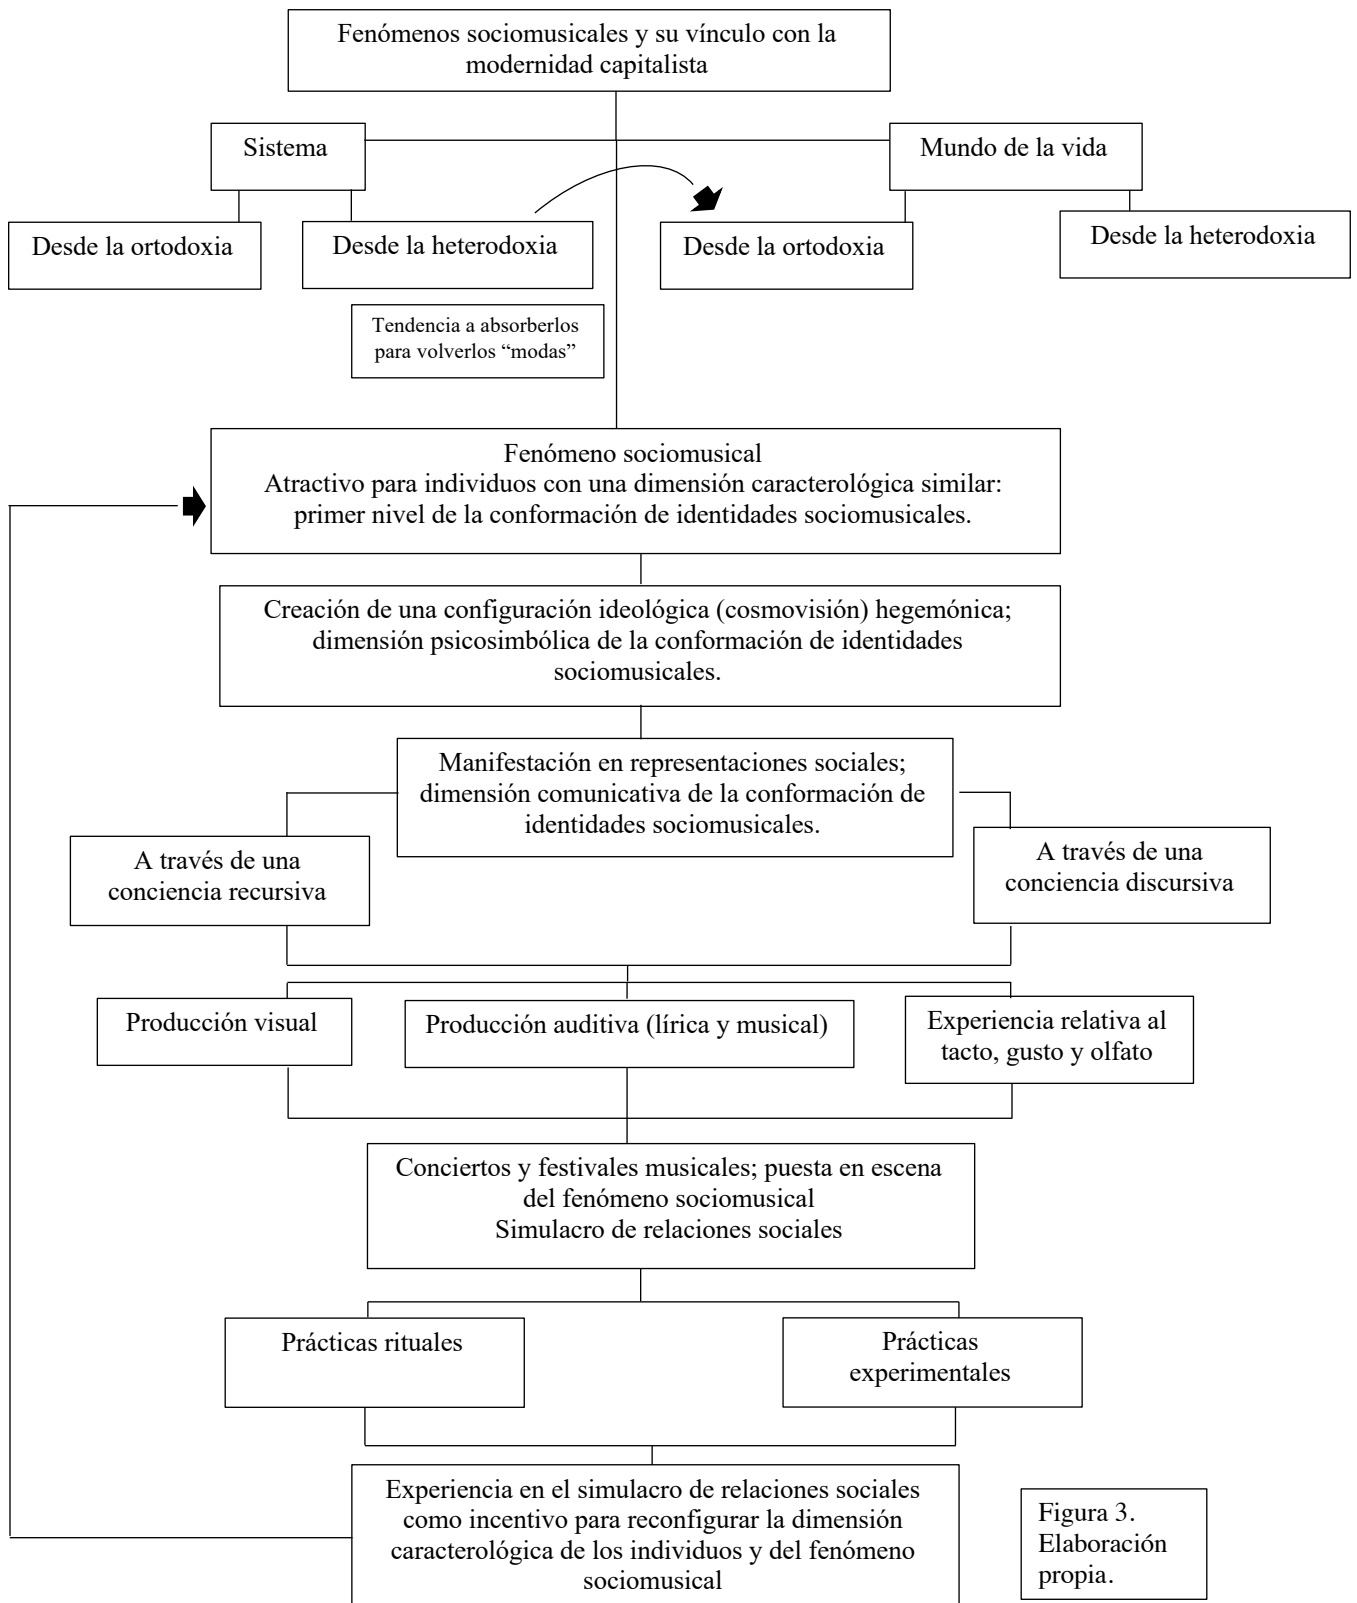 Fenómenos sociomusicales y su vínculo con la
modernidad capitalista
Sistema
Mundo de la vida
Desde la ortodoxia
Desde la heterodoxia
Desde la ortodoxia
Desde la heterodoxia
Tendencia a absorberlos
para volverlos “modas”
Fenómeno sociomusical
Atractivo para individuos con una dimensión caracterológica similar:
primer nivel de la conformación de identidades sociomusicales.
Creación de una configuración ideológica (cosmovisión) hegemónica;
dimensión psicosimbólica de la conformación de identidades
sociomusicales.
Manifestación en representaciones sociales;
dimensión comunicativa de la conformación de
identidades sociomusicales.
A través de una
conciencia recursiva
A través de una
conciencia discursiva
Producción visual
Producción auditiva (lírica y musical)
Experiencia relativa al
tacto, gusto y olfato
Conciertos y festivales musicales; puesta en escena
del fenómeno sociomusical
Simulacro de relaciones sociales
Prácticas rituales
Prácticas
experimentales
Experiencia en el simulacro de relaciones sociales
como incentivo para reconfigurar la dimensión
caracterológica de los individuos y del fenómeno
sociomusical
Figura 3.
Elaboración
propia.